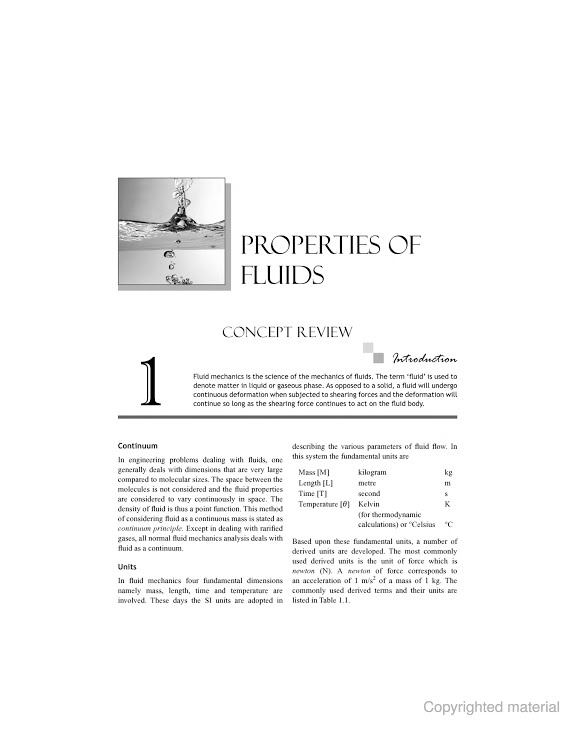 PROPERTIES OF
FLUIDS
CONCEPT REVIEW
1
Introduction
Fluid mechanics is the science of the mechanics of fluids. The term ‘fluid’ is used to
denote matter in liquid or gaseous phase. As opposed to a solid, a fluid will undergo
continuous deformation when subjected to shearing forces and the deformation will
continue so long as the shearing force continues to act on the fluid body.
Continuum
In engineering problems dealing with fluids, one
generally deals with dimensions that are very large
compared to molecular sizes. The space between the
molecules is not considered and the fluid properties
are considered to vary continuously in space. The
density of fluid is thus a point function. This method
of considering fluid as a continuous mass is stated as
continuum principle. Except in dealing with rarified
gases, all normal fluid mechanics analysis deals with
fluid as a continuum.
Units
In fluid mechanics four fundamental dimensions
namely mass, length, time and temperature are
involved. These days the SI units are adopted in
describing the various parameters of fluid flow. In
this system the fundamental units are
Mass [M] kilogram kg
Length [L] metre m
Time [T] second s
Temperature [θ] Kelvin K
(for thermodynamic
calculations) or °Celsius °C
Based upon these fundamental units, a number of
derived units are developed. The most commonly
used derived units is the unit of force which is
newton (N). A newton of force corresponds to
an acceleration of 1 m/s² of a mass of 1 kg. The
commonly used derived terms and their units are
listed in Table 1.1.
Copyrighted material